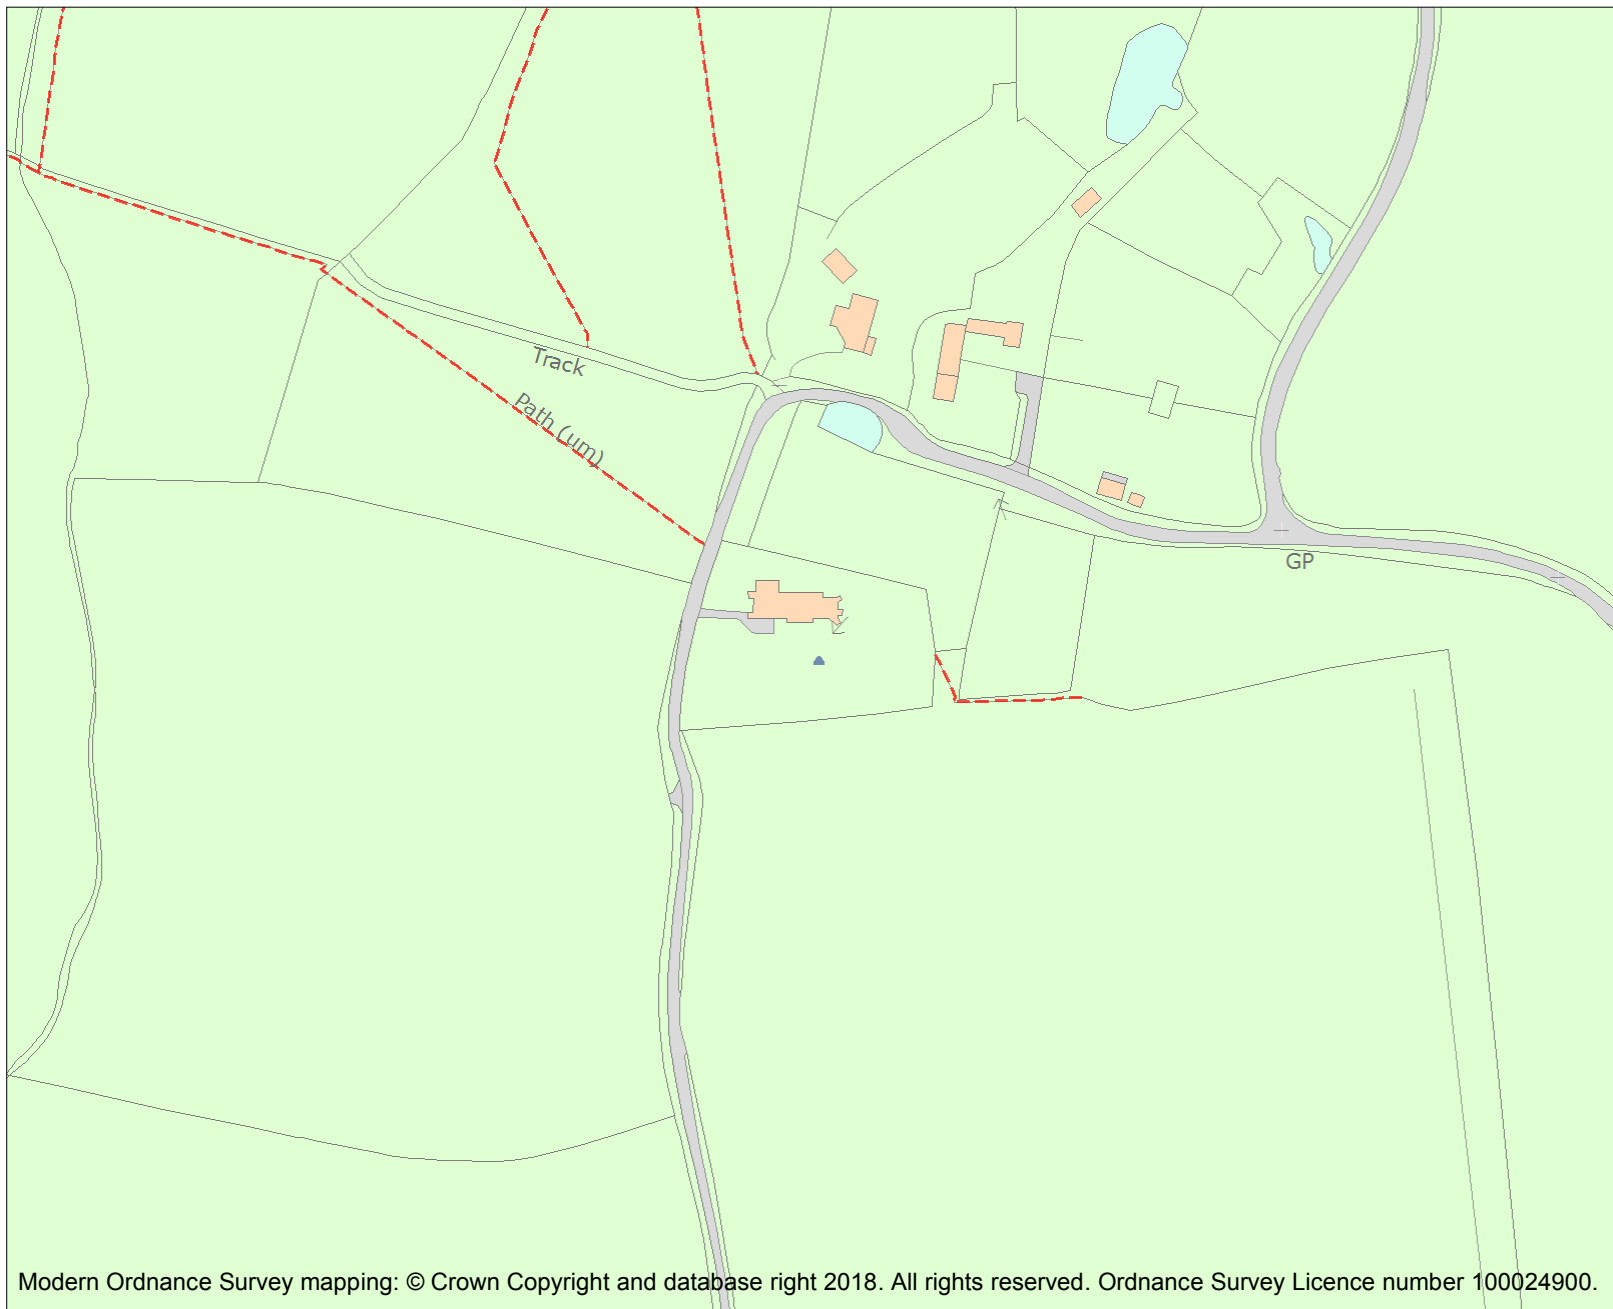 Track
Path (um)
GP
Modern Ordnance Survey mapping: © Crown Copyright and database right 2018. All rights reserved. Ordnance Survey Licence number 100024900.